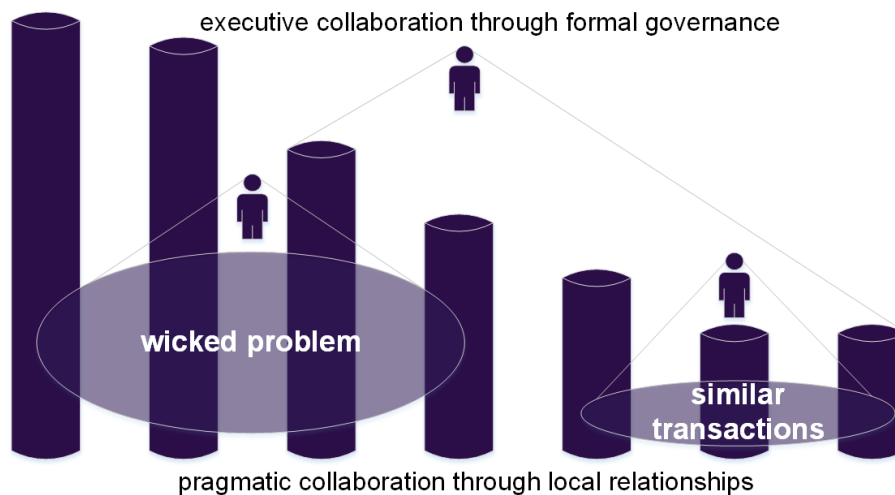 executive collaboration through formal governance
wicked problem
similar
transactions
pragmatic collaboration through local relationships